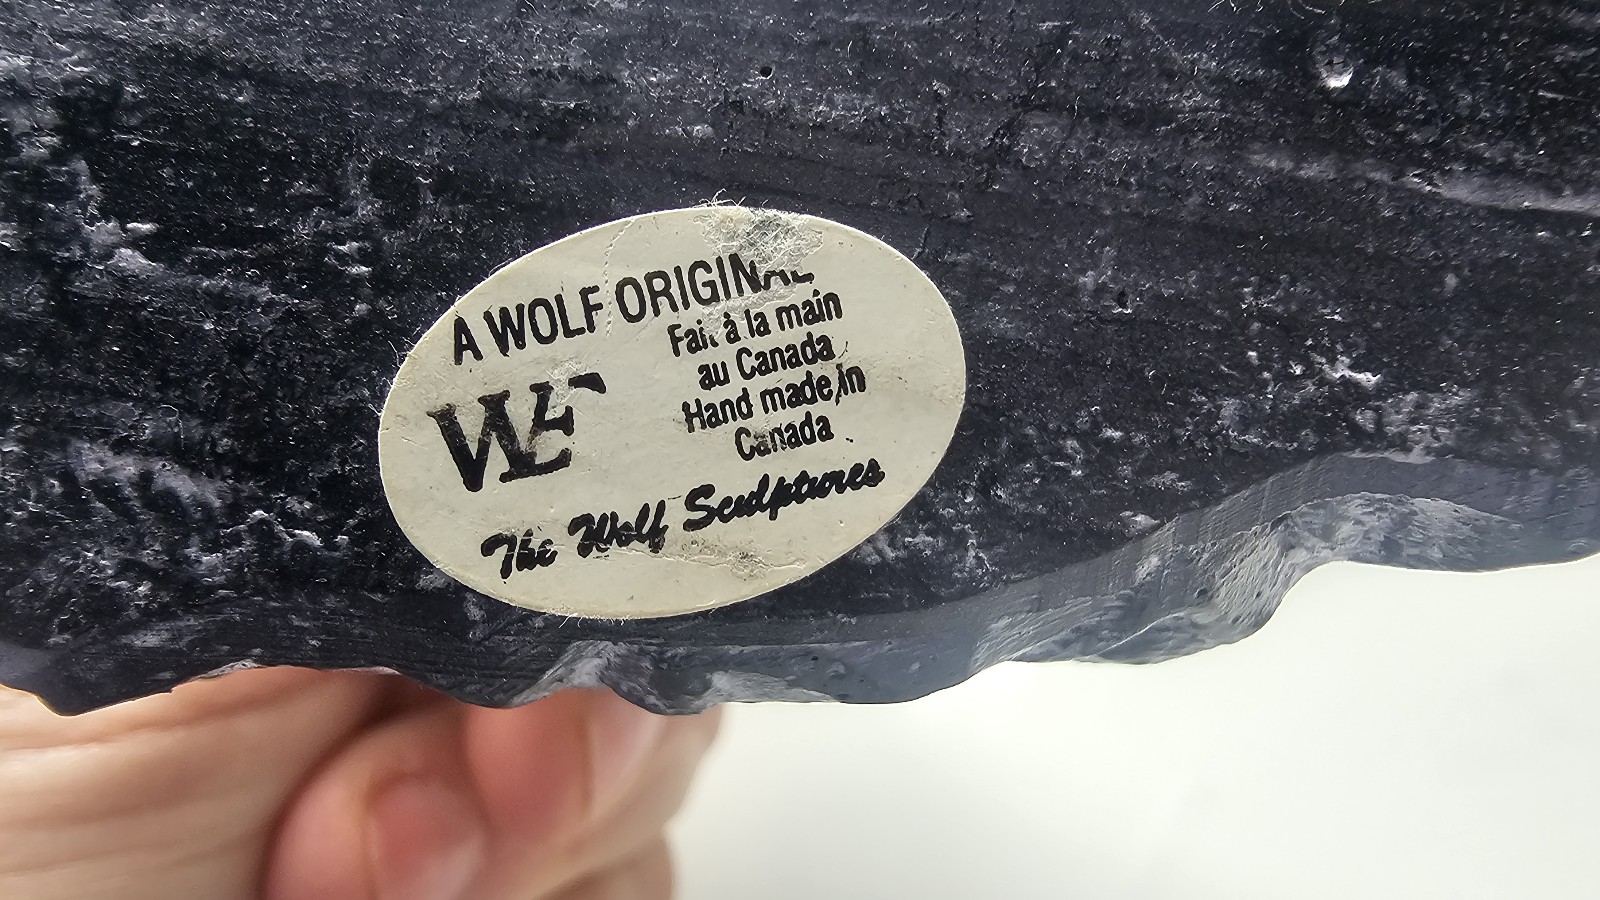 A WOLF ORIGINAL
Fait à la main
au Canada
Hand made in
Canada
The Wolf Sculptures